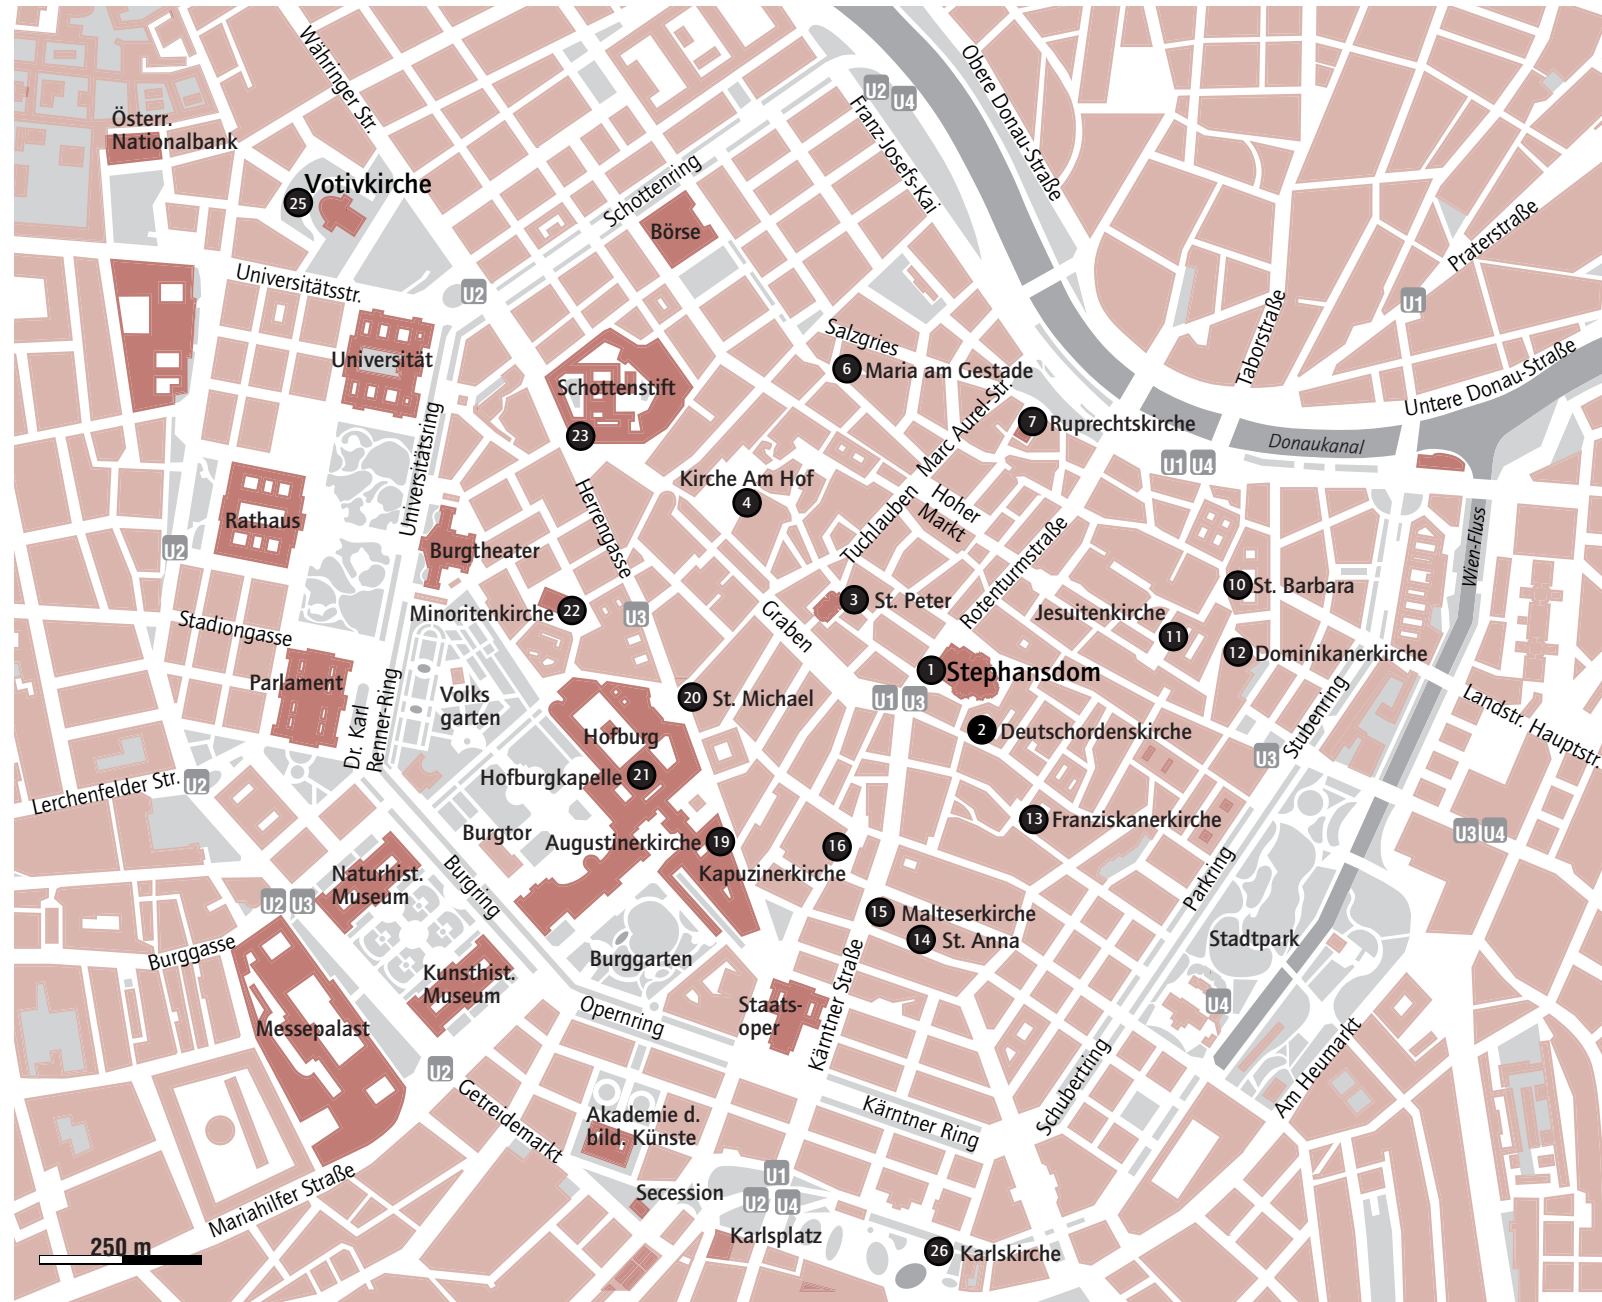 Währinger Str.
Obere Donau-Straße
U2
U4
Franz-Josefs-Kai
Österr.
Nationalbank
Votivkirche
25
Schottenring
Börse
Praterstraße
Universitätsstr.
U2
U1
Taborstraße
Salzgries
Universität
Schottenstift
6 Maria am Gestade
Untere Donau-Straße
Marc Aurel-Str.
7 Ruprechtskirche
23
Donaukanal
U1 U4
Universitätsring
Kirche Am Hof
4
Herrengasse
Tuchlauben
Hoher
Markt
Rathaus
Burgtheater
U2
Rotenturmstraße
Wien-Fluss
10 St. Barbara
3 St. Peter
Minoritenkirche 22
U3
Graben
Jesuitenkirche
11
12 Dominikanerkirche
Stadiongasse
Parlament
1 Stephansdom
Volks
garten
20 St. Michael
U1 U3
Dr. Karl
Renner-Ring
Hofburg
2 Deutschordenskirche
Stubenring
Landstr. Hauptstr.
U3
Lerchenfelder Str.
U2
Hofburgkapelle 21
Burgtor
Augustinerkirche 19
16
Kapuzinerkirche
13 Franziskanerkirche
U3 U4
Naturhist.
Museum
Burgring
Parkring
U2 U3
15 Malteserkirche
14 St. Anna
Stadtpark
Burggasse
Burggarten
Kunsthist.
Museum
Kärntner Straße
Staats-
oper
U4
Opernring
Messepalast
U2
Getreidemarkt
Schubertring
Am Heumarkt
Akademie d.
bild. Künste
Kärntner Ring
Mariahilfer Straße
U1
Secession
U2 U4
Karlsplatz
26 Karlskirche
250 m